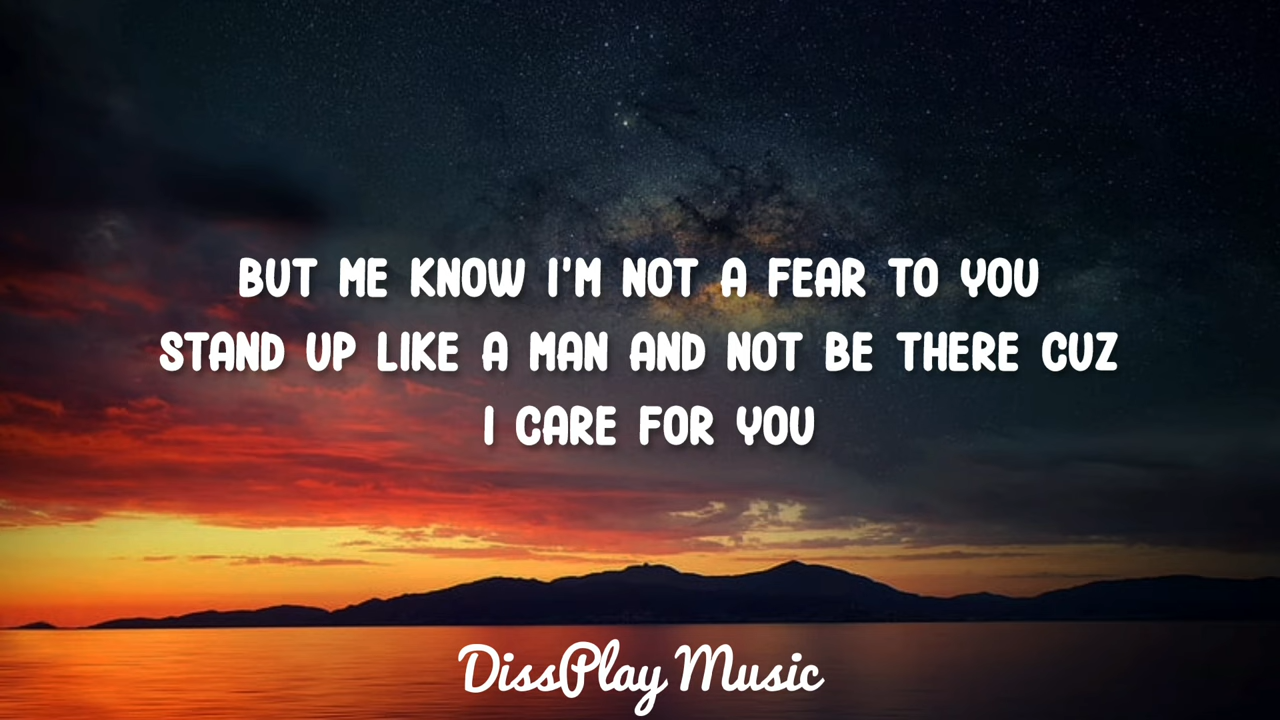 BUT ME KNOW I'M NOT A FEAR TO YOU
STAND UP LIKE A MAN AND NOT BE THERE CUZ
I CARE FOR YOU
DissPlay Music